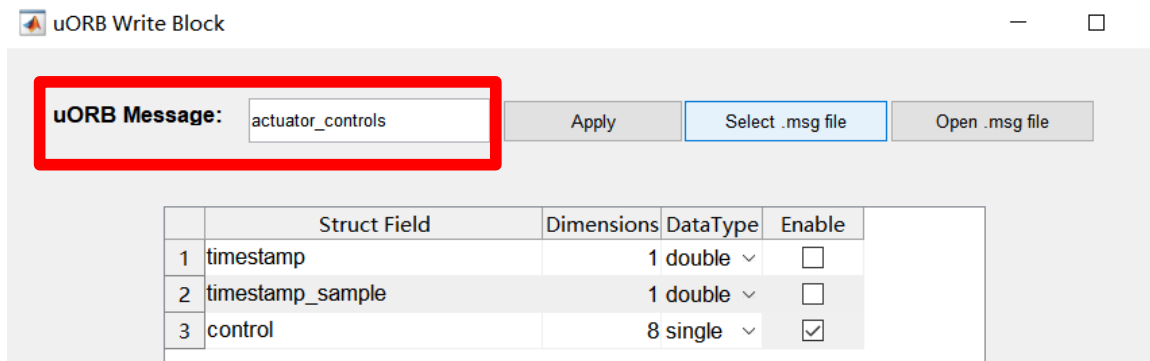 uORB Write Block
uORB Message: actuator_controls Apply Select .msg file Open .msg file
Struct Field Dimensions DataType Enable
1 timestamp 1 double
2 timestamp_sample 1 double
3 control 8 single